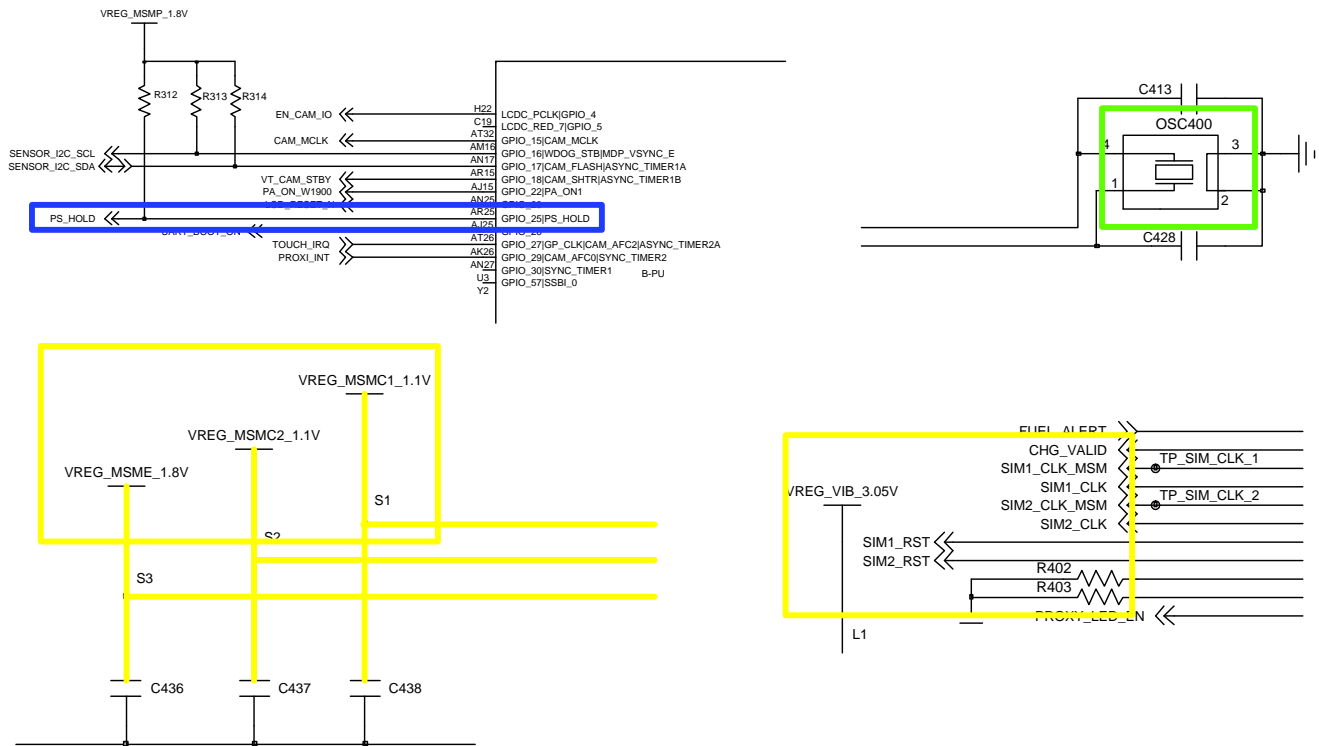 VREG_MSMP_1.8V
R312
R313
R314
EN_CAM_IO
CAM_MCLK
SENSOR_I2C_SCL
SENSOR_I2C_SDA
VT_CAM_STBY
PA_ON_W1900
PS_HOLD
TOUCH_IRQ
PROXI_INT
H22
C19
AT32
AM16
AN17
AR15
AJ15
AN25
AR25
AJ25
AT26
AK26
AN27
U3
Y2
LCDC_PCLK|GPIO_4
LCDC_RED_7|GPIO_5
GPIO_15|CAM_MCLK
GPIO_16|WDOG_STB|MDP_VSYNC_E
GPIO_17|CAM_FLASH|ASYNC_TIMER1A
GPIO_18|CAM_SHTR|ASYNC_TIMER1B
GPIO_22|PA_ON1
GPIO_25|PS_HOLD
GPIO_27|GP_CLK|CAM_AFC2|ASYNC_TIMER2A
GPIO_29|CAM_AFC0|SYNC_TIMER2
GPIO_30|SYNC_TIMER1
B-PU
GPIO_57|SSBI_0
C413
OSC400
4
3
1
2
C428
VREG_MSMC1_1.1V
VREG_MSMC2_1.1V
VREG_MSME_1.8V
S1
S2
S3
C436
C437
C438
FUEL_ALERT
CHG_VALID
TP_SIM_CLK_1
SIM1_CLK_MSM
SIM1_CLK
TP_SIM_CLK_2
SIM2_CLK_MSM
SIM2_CLK
VREG_VIB_3.05V
SIM1_RST
SIM2_RST
R402
R403
PROXY_LED_EN
L1